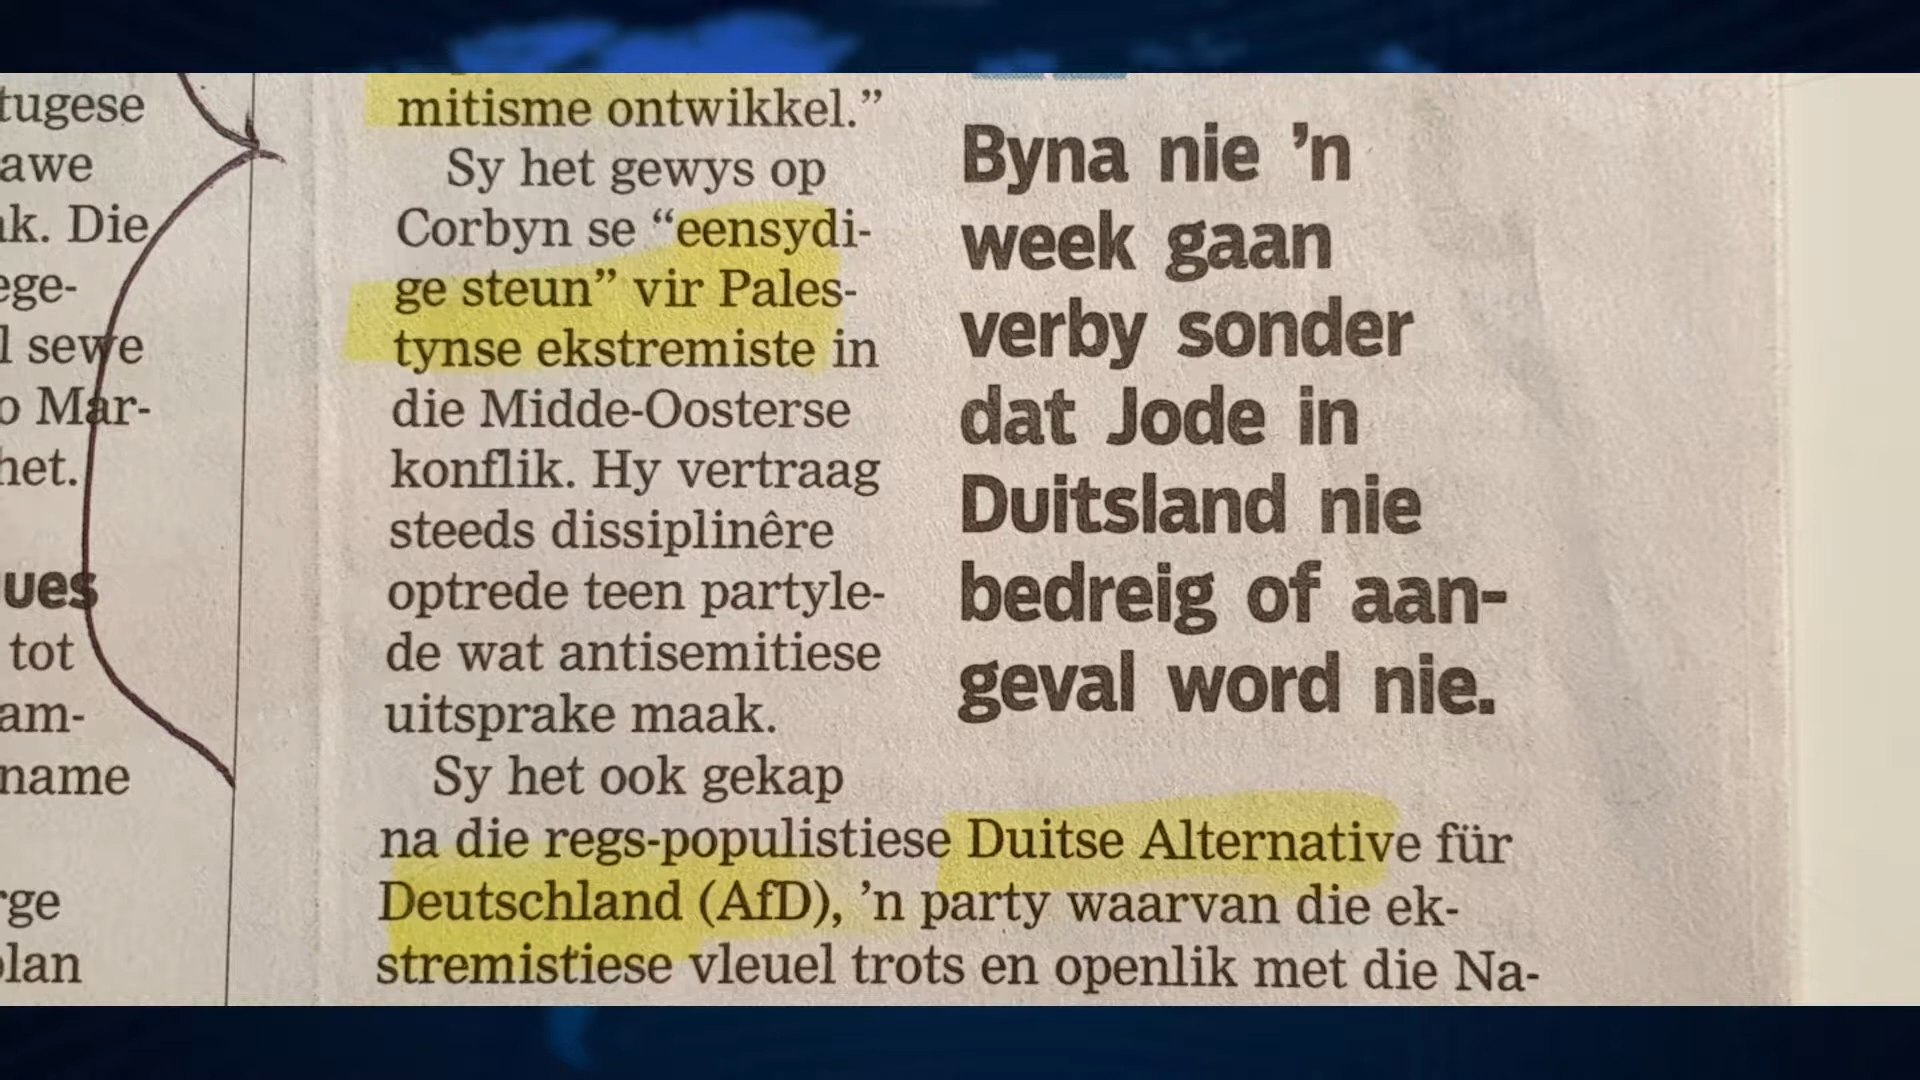 tugese
awe
ak. Die
ege-
l sewe
o Mar-
het.
ues
tot
am-
name
rge
plan
mitisme ontwikkel.”
Sy het gewys op
Corbyn se “eensydi-
ge steun” vir Pales-
tynse ekstremiste in
die Midde-Oosterse
konflik. Hy vertraag
steeds dissiplinêre
optrede teen partyle-
de wat antisemitiese
uitsprake maak.
Sy het ook gekap
na die regs-populistiese Duitse Alternative für
Deutschland (AfD), ’n party waarvan die ek-
stremistiese vleuel trots en openlik met die Na-
Byna nie ’n
week gaan
verby sonder
dat Jode in
Duitsland nie
bedreig of aan-
geval word nie.